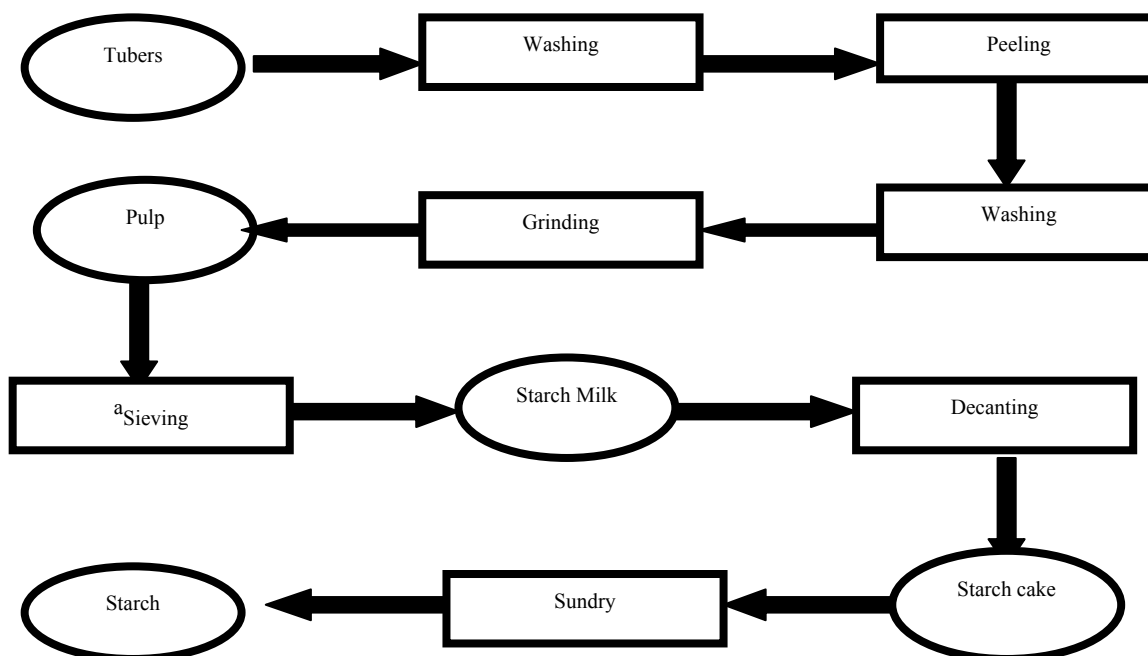 Tubers
Washing
Peeling
Washing
Grinding
Pulp
aSieving
Starch Milk
Decanting
Starch cake
Sundry
Starch